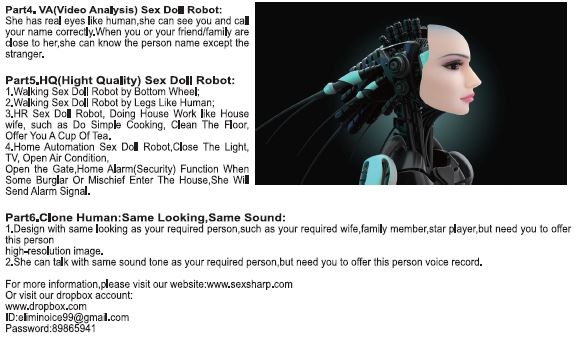 Part4. VA(Video Analysis) Sex Doll Robot:
She has real eyes like human,she can see you and call
your name correctly.When you or your friend/family are
close to her,she can know the person name except the
stranger.
Part5.HQ(Hight Quality) Sex Doll Robot:
1.Walking Sex Doll Robot by Bottom Wheel;
2.Walking Sex Doll Robot by Legs Like Human;
3.HR Sex Doll Robot, Doing House Work like House
wife, such as Do Simple Cooking, Clean The Floor,
Offer You A Cup Of Tea.
4.Home Automation Sex Doll Robot,Close The Light,
TV, Open Air Condition,
Open the Gate,Home Alarm(Security) Function When
Some Burglar Or Mischief Enter The House,She Will
Send Alarm Signal.
Part6.Clone Human:Same Looking,Same Sound:
1.Design with same looking as your required person,such as your required wife,family member,star player,but need you to offer
this person
high-resolution image.
2.She can talk with same sound tone as your required person,but need you to offer this person voice record.
For more information,please visit our website:www.sexsharp.com
Or visit our dropbox account:
www.dropbox.com
ID:eliminoice99@gmail.com
Password:89865941